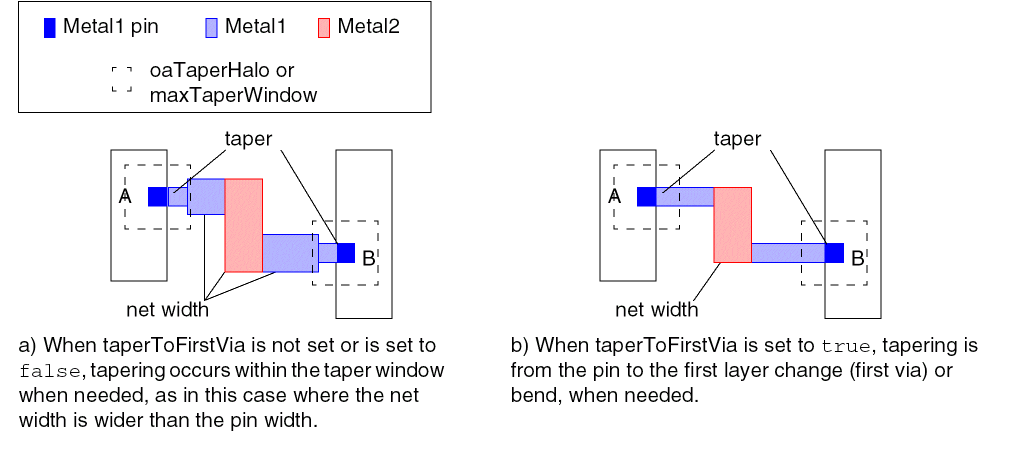 Metal1 pin Metal1 Metal2
oaTaperHalo or
maxTaperWindow
taper
A
B
net width
a) When taperToFirstVia is not set or is set to
false, tapering occurs within the taper window
when needed, as in this case where the net
width is wider than the pin width.
taper
A
B
net width
b) When taperToFirstVia is set to true, tapering is
from the pin to the first layer change (first via) or
bend, when needed.